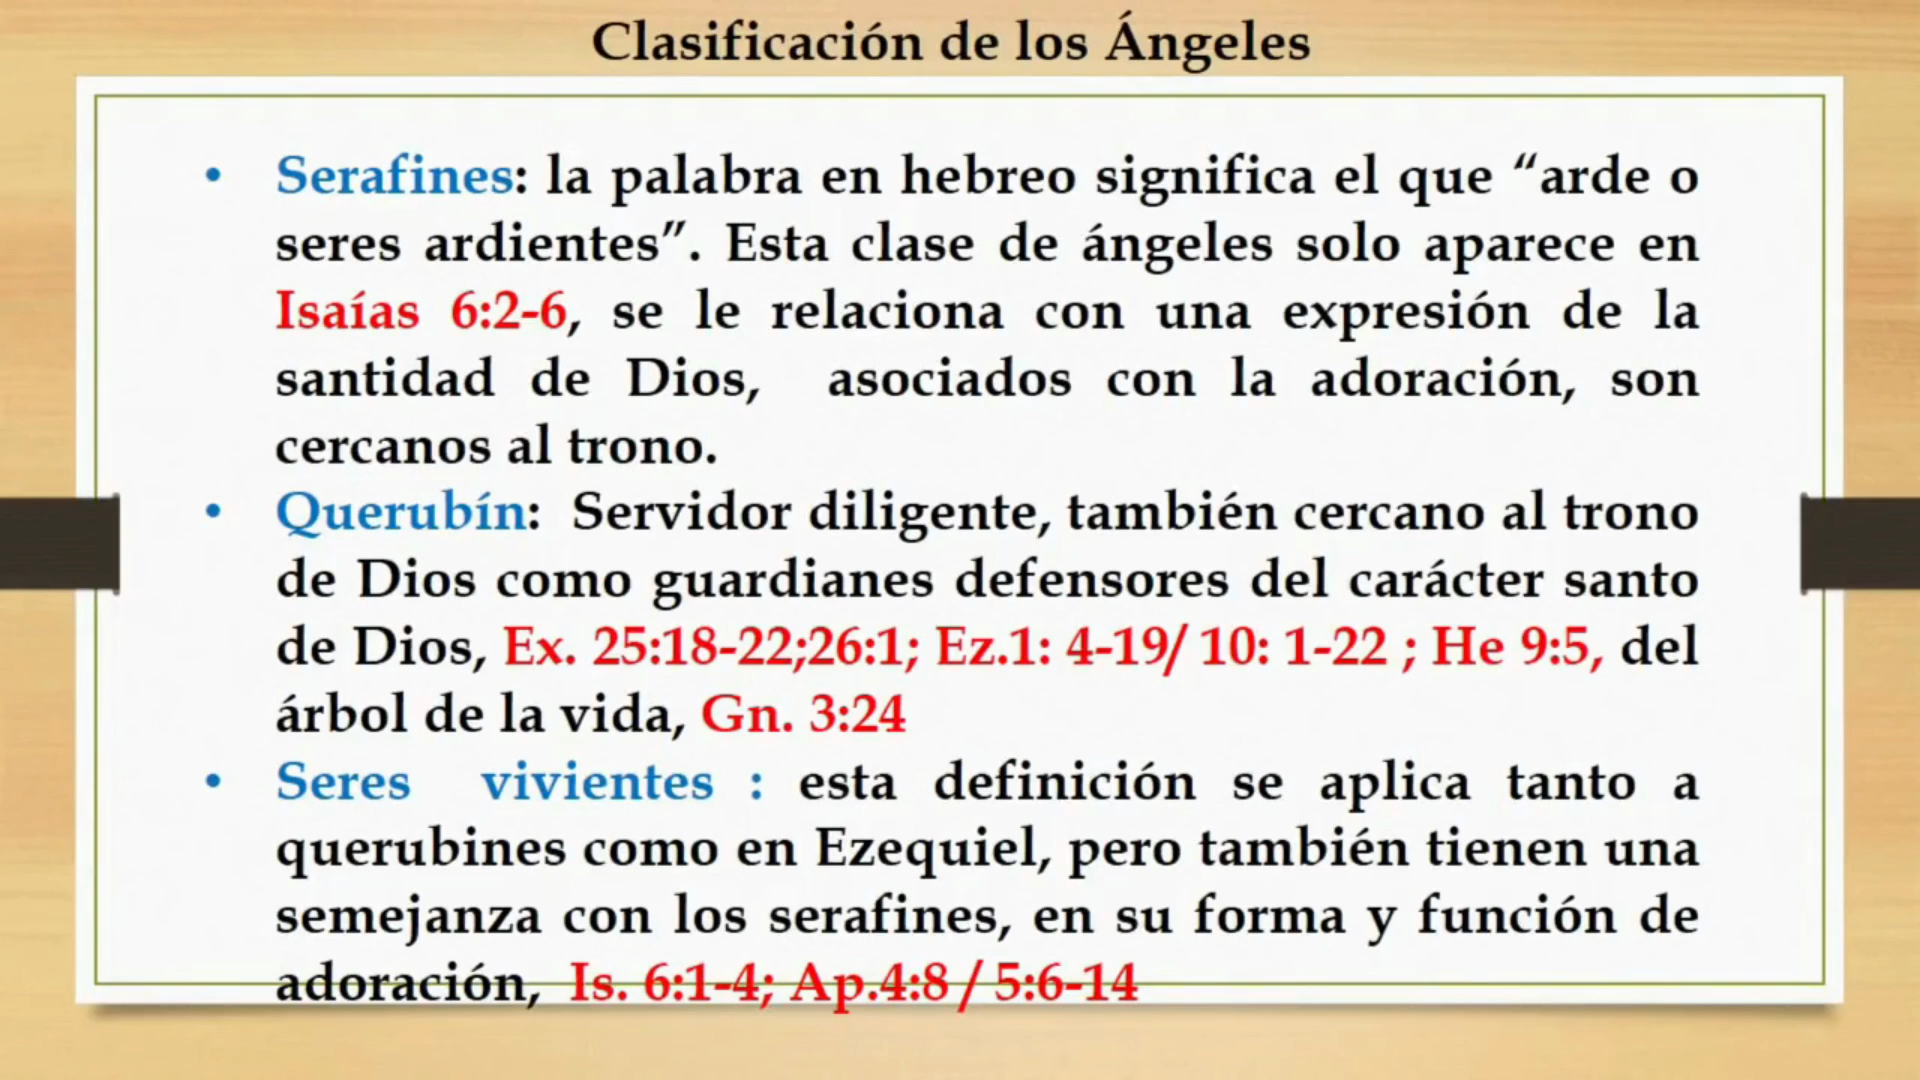 Clasificación de los Ángeles
• Serafines: la palabra en hebreo significa el que “arde o
seres ardientes”. Esta clase de ángeles solo aparece en
Isaías 6:2-6, se le relaciona con una expresión de la
santidad de Dios, asociados con la adoración, son
cercanos al trono.
• Querubín: Servidor diligente, también cercano al trono
de Dios como guardianes defensores del carácter santo
de Dios, Ex. 25:18-22;26:1; Ez.1: 4-19/ 10: 1-22 ; He 9:5, del
árbol de la vida, Gn. 3:24
• Seres vivientes : esta definición se aplica tanto a
querubines como en Ezequiel, pero también tienen una
semejanza con los serafines, en su forma y función de
adoración, Is. 6:1-4; Ap.4:8 / 5:6-14